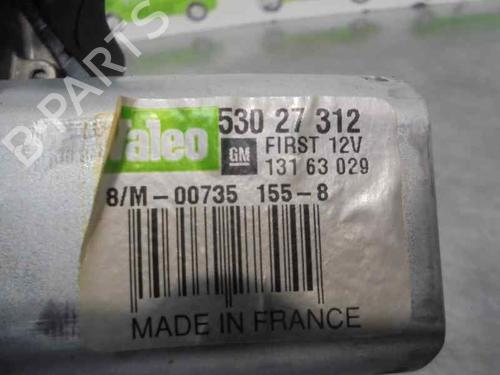 Valeo
530 27 312
GM
FIRST 12V
131 63 029
8/M-00735 155-8
MADE IN FRANCE
B-PARTS